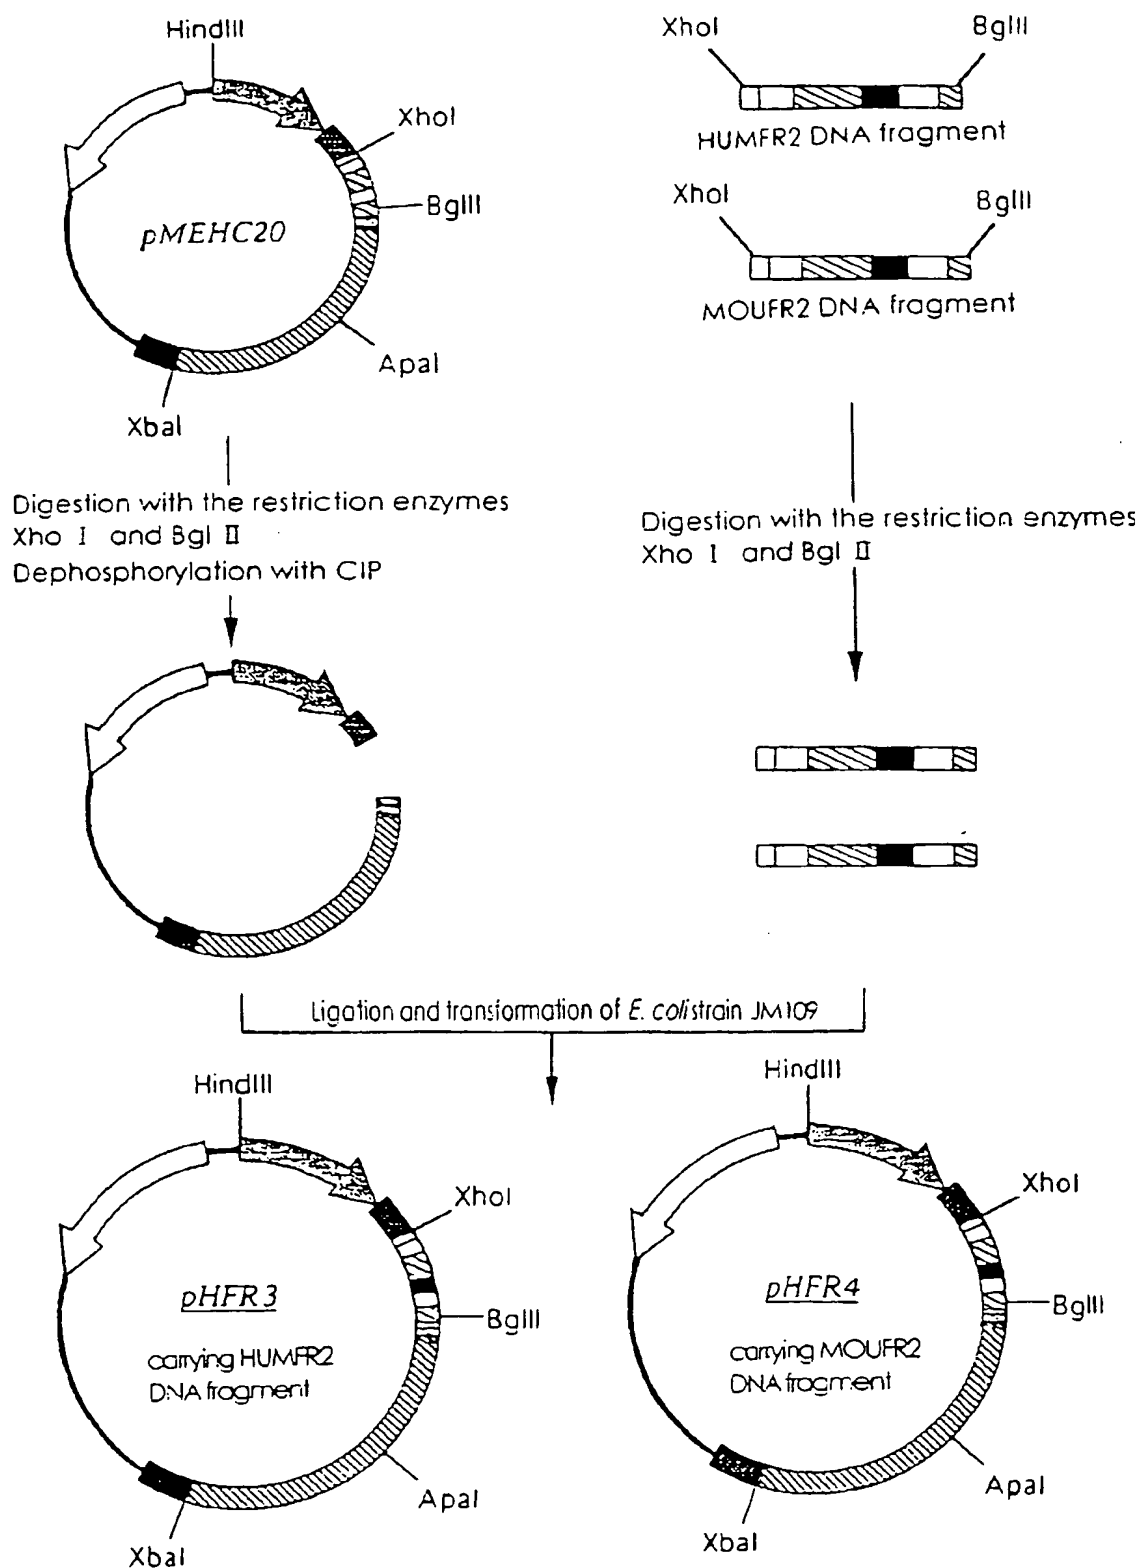 HindIII
XhoI
BglII
pMEHC20
ApaI
XbaI
XhoI
BglII
HUMFR2 DNA fragment
XhoI
BglII
MOUFR2 DNA fragment
Digestion with the restriction enzymes
Xho I and Bgl II
Dephosphorylation with CIP
Digestion with the restriction enzymes
Xho I and Bgl II
Ligation and transformation of E. coli strain JM109
HindIII
XhoI
pHFR3
BglII
carrying HUMFR2
DNA fragment
ApaI
XbaI
HindIII
XhoI
pHFR4
BglII
carrying MOUFR2
DNA fragment
ApaI
XbaI